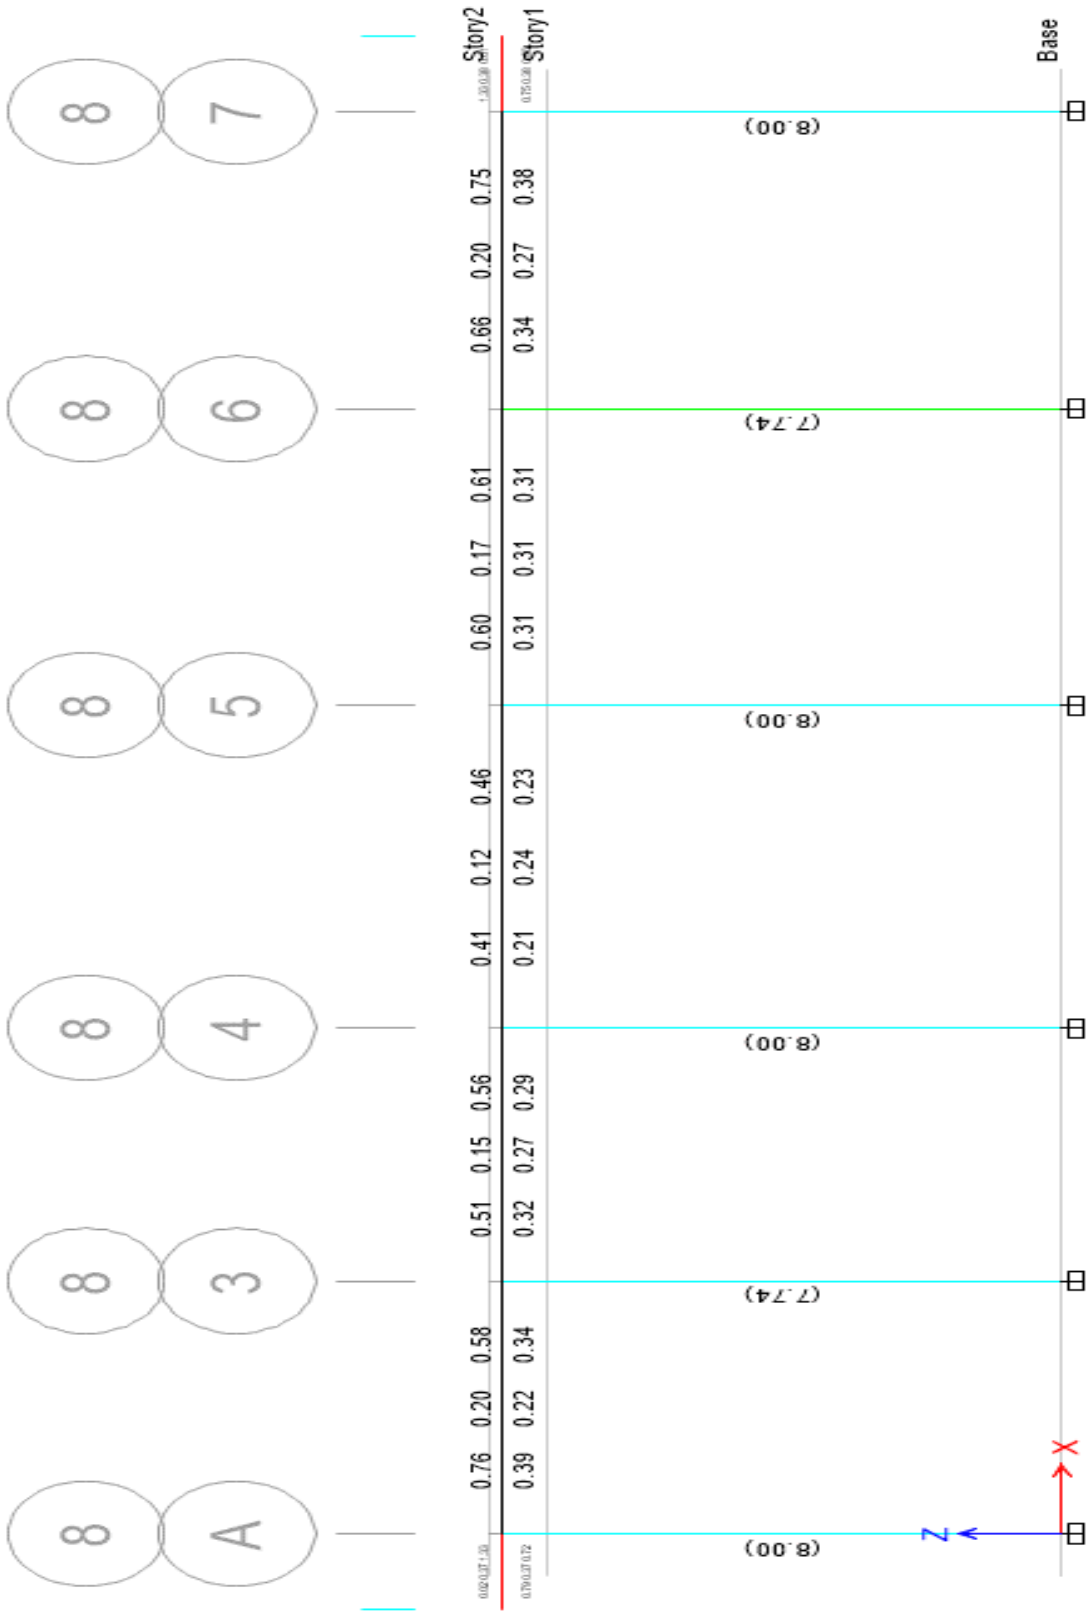 8 8 8 8 8 8
A 3 4 5 6 7
0.76 0.20 0.58 0.51 0.15 0.56 0.41 0.12 0.46 0.60 0.17 0.61 0.66 0.20 0.75 Story2
0.39 0.22 0.34 0.32 0.27 0.29 0.21 0.24 0.23 0.31 0.31 0.31 0.34 0.27 0.38 Story1
(8.00) (7.74) (8.00) (8.00) (7.74) (8.00)
Z
Base
X